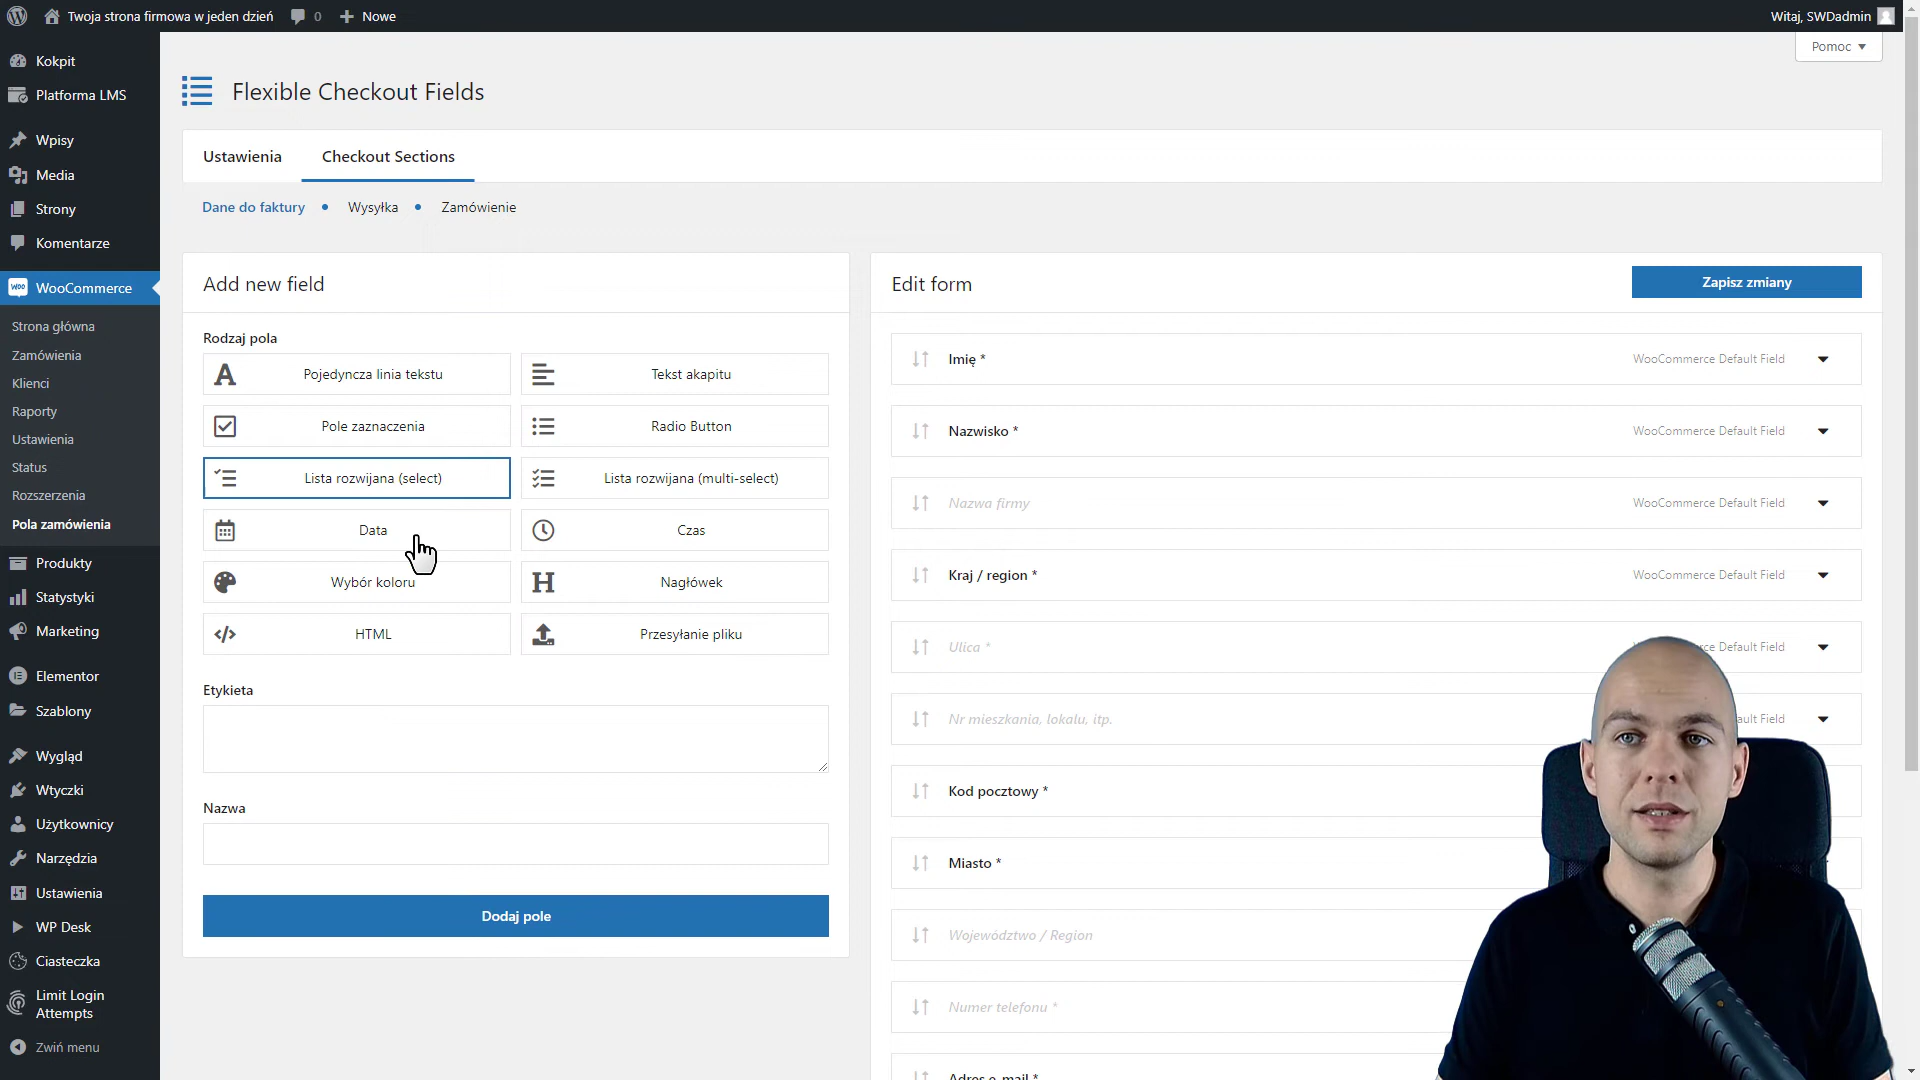 Twoja strona firmowa w jeden dzień
0
Nowe
Witaj, SWDadmin
Pomoc
Kokpit
Platforma LMS
Wpisy
Media
Strony
Komentarze
WooCommerce
Strona główna
Zamówienia
Klienci
Raporty
Ustawienia
Status
Rozszerzenia
Pola zamówienia
Produkty
Statystyki
Marketing
Elementor
Szablony
Wygląd
Wtyczki
Użytkownicy
Narzędzia
Ustawienia
WP Desk
Ciasteczka
Limit Login
Attempts
Zwiń menu
Flexible Checkout Fields
Ustawienia
Checkout Sections
Dane do faktury
Wysyłka
Zamówienie
Add new field
Rodzaj pola
Pojedyncza linia tekstu
Tekst akapitu
Pole zaznaczenia
Radio Button
Lista rozwijana (select)
Lista rozwijana (multi-select)
Data
Czas
Wybór koloru
Nagłówek
HTML
Przesyłanie pliku
Etykieta
Nazwa
Dodaj pole
Edit form
Zapisz zmiany
Imię *
WooCommerce Default Field
Nazwisko *
WooCommerce Default Field
Nazwa firmy
WooCommerce Default Field
Kraj / region *
WooCommerce Default Field
Ulica *
Default Field
Nr mieszkania, lokalu, itp.
Field
Kod pocztowy *
Miasto *
Województwo / Region
Numer telefonu *
Adres e-mail *